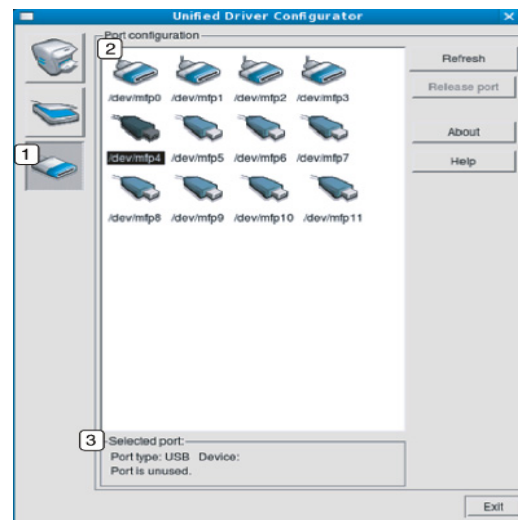 Unified Driver Configurator
Port configuration
2
/dev/mfp0 /dev/mfp1 /dev/mfp2 /dev/mfp3
/dev/mfp4 /dev/mfp5 /dev/mfp6 /dev/mfp7
/dev/mfp8 /dev/mfp9 /dev/mfp10 /dev/mfp11
Refresh
Release port
About
Help
1
3
Selected port:
Port type: USB Device:
Port is unused.
Exit